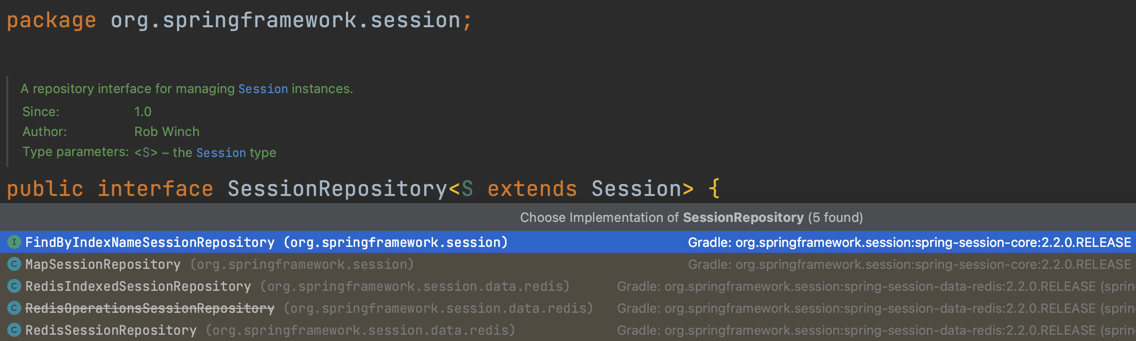 package org.springframework.session;
A repository interface for managing Session instances.
Since: 1.0
Author: Rob Winch
Type parameters: <S> – the Session type
public interface SessionRepository<S extends Session> {
Choose Implementation of SessionRepository (5 found)
I FindByIndexNameSessionRepository (org.springframework.session) Gradle: org.springframework.session:spring-session-core:2.2.0.RELEASE
C MapSessionRepository (org.springframework.session) Gradle: org.springframework.session:spring-session-core:2.2.0.RELEASE
C RedisIndexedSessionRepository (org.springframework.session.data.redis) Gradle: org.springframework.session:spring-session-data-redis:2.2.0.RELEASE (sprin
C RedisOperationsSessionRepository (org.springframework.session.data.redis) Gradle: org.springframework.session:spring-session-data-redis:2.2.0.RELEASE (sprin
C RedisSessionRepository (org.springframework.session.data.redis) Gradle: org.springframework.session:spring-session-data-redis:2.2.0.RELEASE (sprin